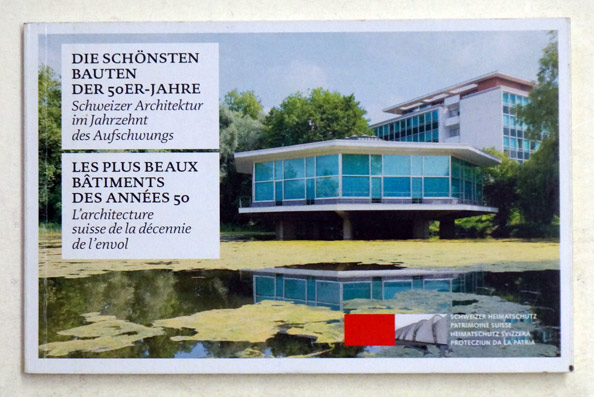 DIE SCHÖNSTEN
BAUTEN
DER 50ER-JAHRE
Schweizer Architektur
im Jahrzehnt
des Aufschwungs
LES PLUS BEAUX
BÂTIMENTS
DES ANNÉES 50
L'architecture
suisse de la décennie
de l'envol
SCHWEIZER HEIMATSCHUTZ
PATRIMOINE SUISSE
HEIMATSCHUTZ SVIZZERA
PROTECZIUN DA LA PATRIA